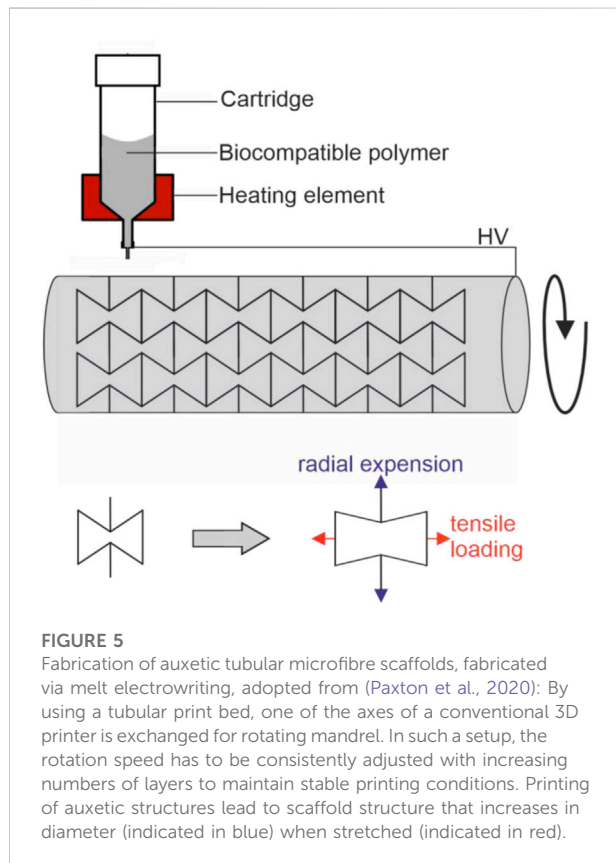 Cartridge
Biocompatible polymer
Heating element
HV
radial expension
tensile
loading
FIGURE 5
Fabrication of auxetic tubular microfibre scaffolds, fabricated
via melt electrowriting, adopted from (Paxton et al., 2020): By
using a tubular print bed, one of the axes of a conventional 3D
printer is exchanged for rotating mandrel. In such a setup, the
rotation speed has to be consistently adjusted with increasing
numbers of layers to maintain stable printing conditions. Printing
of auxetic structures lead to scaffold structure that increases in
diameter (indicated in blue) when stretched (indicated in red).